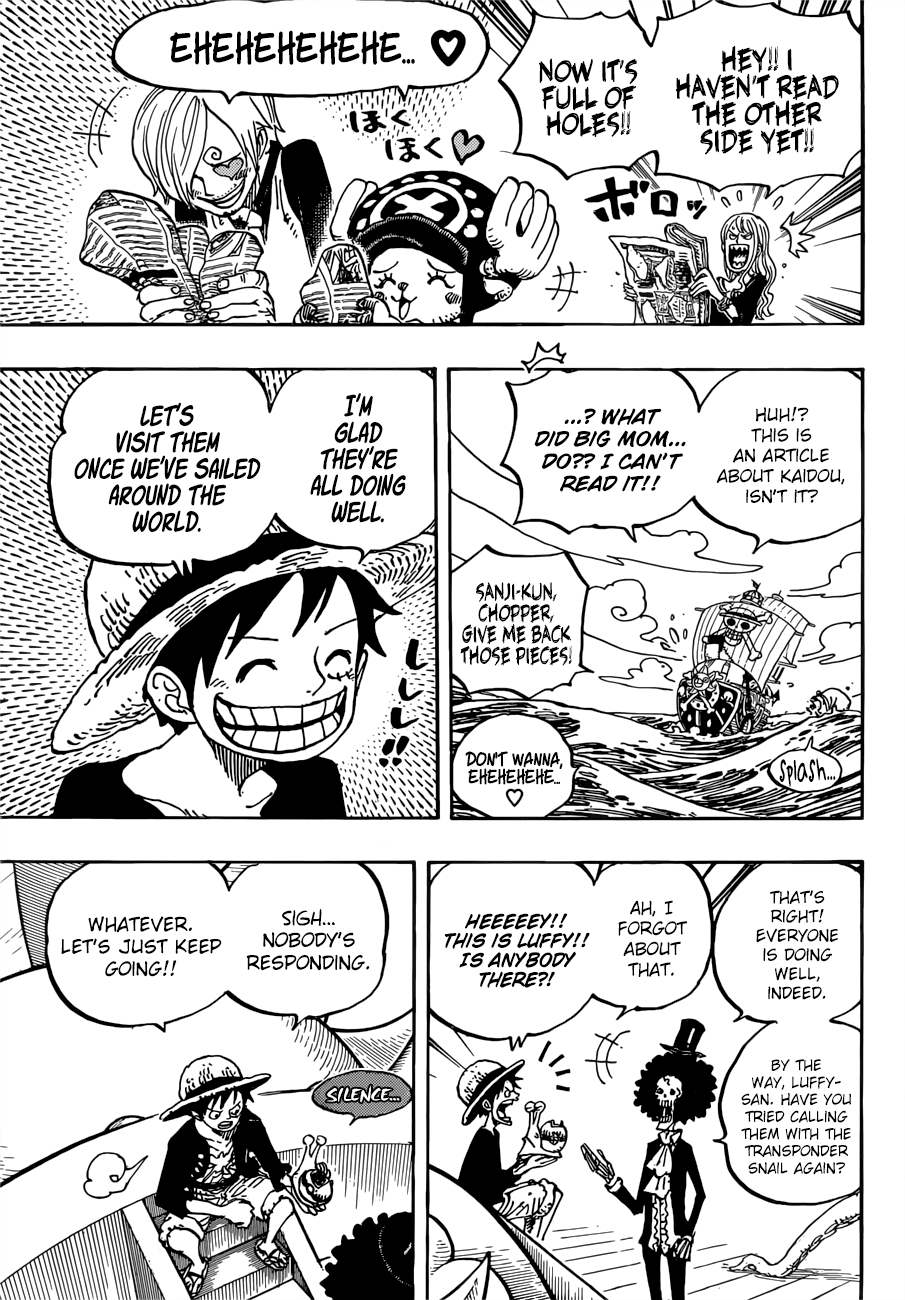 HEY!! I
HAVEN'T READ
THE OTHER
SIDE YET!!
NOW IT'S
FULL OF
HOLES!!
ボロッ
EHEHEHEHEHE... ♡
ほく
ほく♡
HUH!?
THIS IS
AN ARTICLE
ABOUT KAIDOU,
ISN'T IT?
...? WHAT
DID BIG MOM...
DO?? I CAN'T
READ IT!!
SANJI-KUN,
CHOPPER,
GIVE ME BACK
THOSE PIECES!
DON'T WANNA,
EHEHEHEHE...
♡
SPLASH...
I'M
GLAD
THEY'RE
ALL DOING
WELL.
LET'S
VISIT THEM
ONCE WE'VE SAILED
AROUND THE
WORLD.
ししし!!
THAT'S
RIGHT!
EVERYONE
IS DOING
WELL,
INDEED.
BY THE
WAY, LUFFY-
SAN. HAVE YOU
TRIED CALLING
THEM WITH THE
TRANSPONDER
SNAIL AGAIN?
AH, I
FORGOT
ABOUT
THAT.
HEEEEEY!!
THIS IS LUFFY!!
IS ANYBODY
THERE?!
SILENCE...
SIGH...
NOBODY'S
RESPONDING.
WHATEVER.
LET'S JUST KEEP
GOING!!